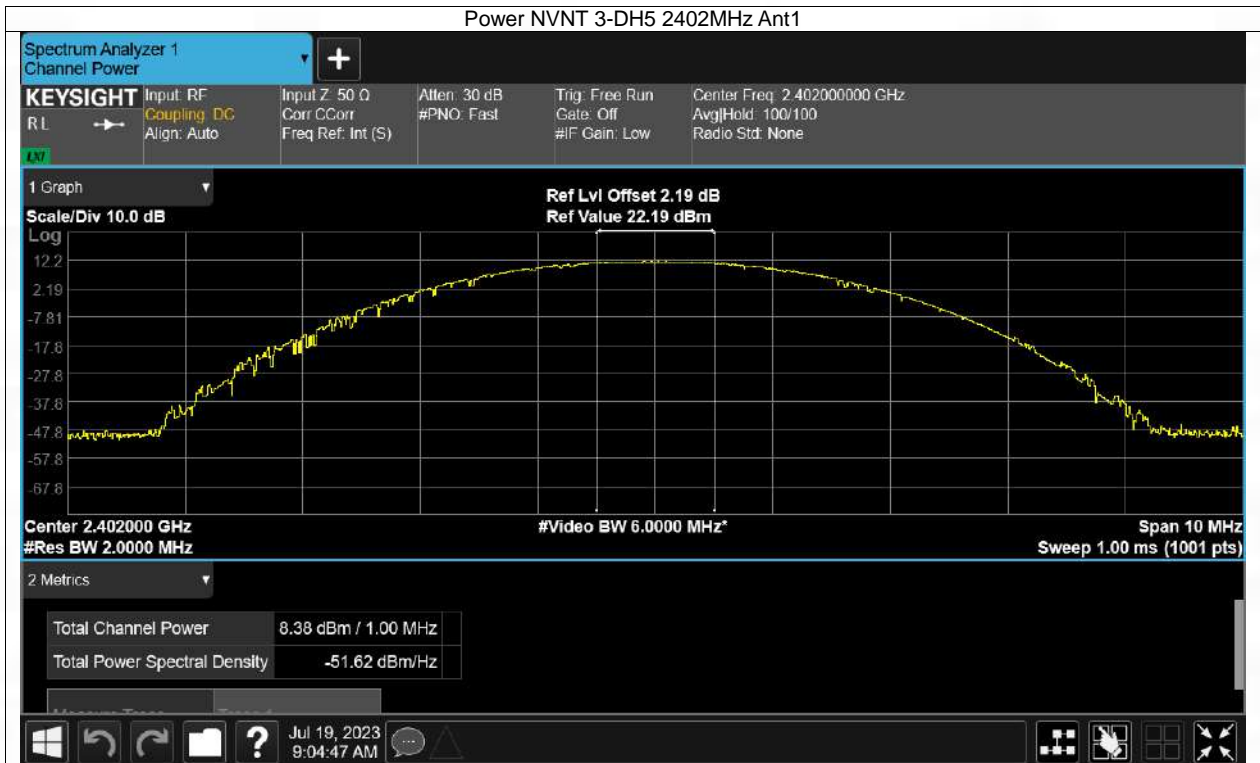 Power NVNT 3-DH5 2402MHz Ant1
Spectrum Analyzer 1
Channel Power
+
KEYSIGHT Input: RF Input Z: 50 Ω Atten: 30 dB Trig: Free Run Center Freq: 2.402000000 GHz
RL Coupling: DC Corr CCorr #PNO: Fast Gate: Off Avg|Hold: 100/100
Align: Auto Freq Ref: Int (S) #IF Gain: Low Radio Std: None
LXI
1 Graph
Ref Lvl Offset 2.19 dB
Scale/Div 10.0 dB Ref Value 22.19 dBm
Log
12.2
2.19
-7.81
-17.8
-27.8
-37.8
-47.8
-57.8
-67.8
Center 2.402000 GHz #Video BW 6.0000 MHz* Span 10 MHz
#Res BW 2.0000 MHz Sweep 1.00 ms (1001 pts)
2 Metrics
Total Channel Power 8.38 dBm / 1.00 MHz
Total Power Spectral Density -51.62 dBm/Hz
? Jul 19, 2023
9:04:47 AM